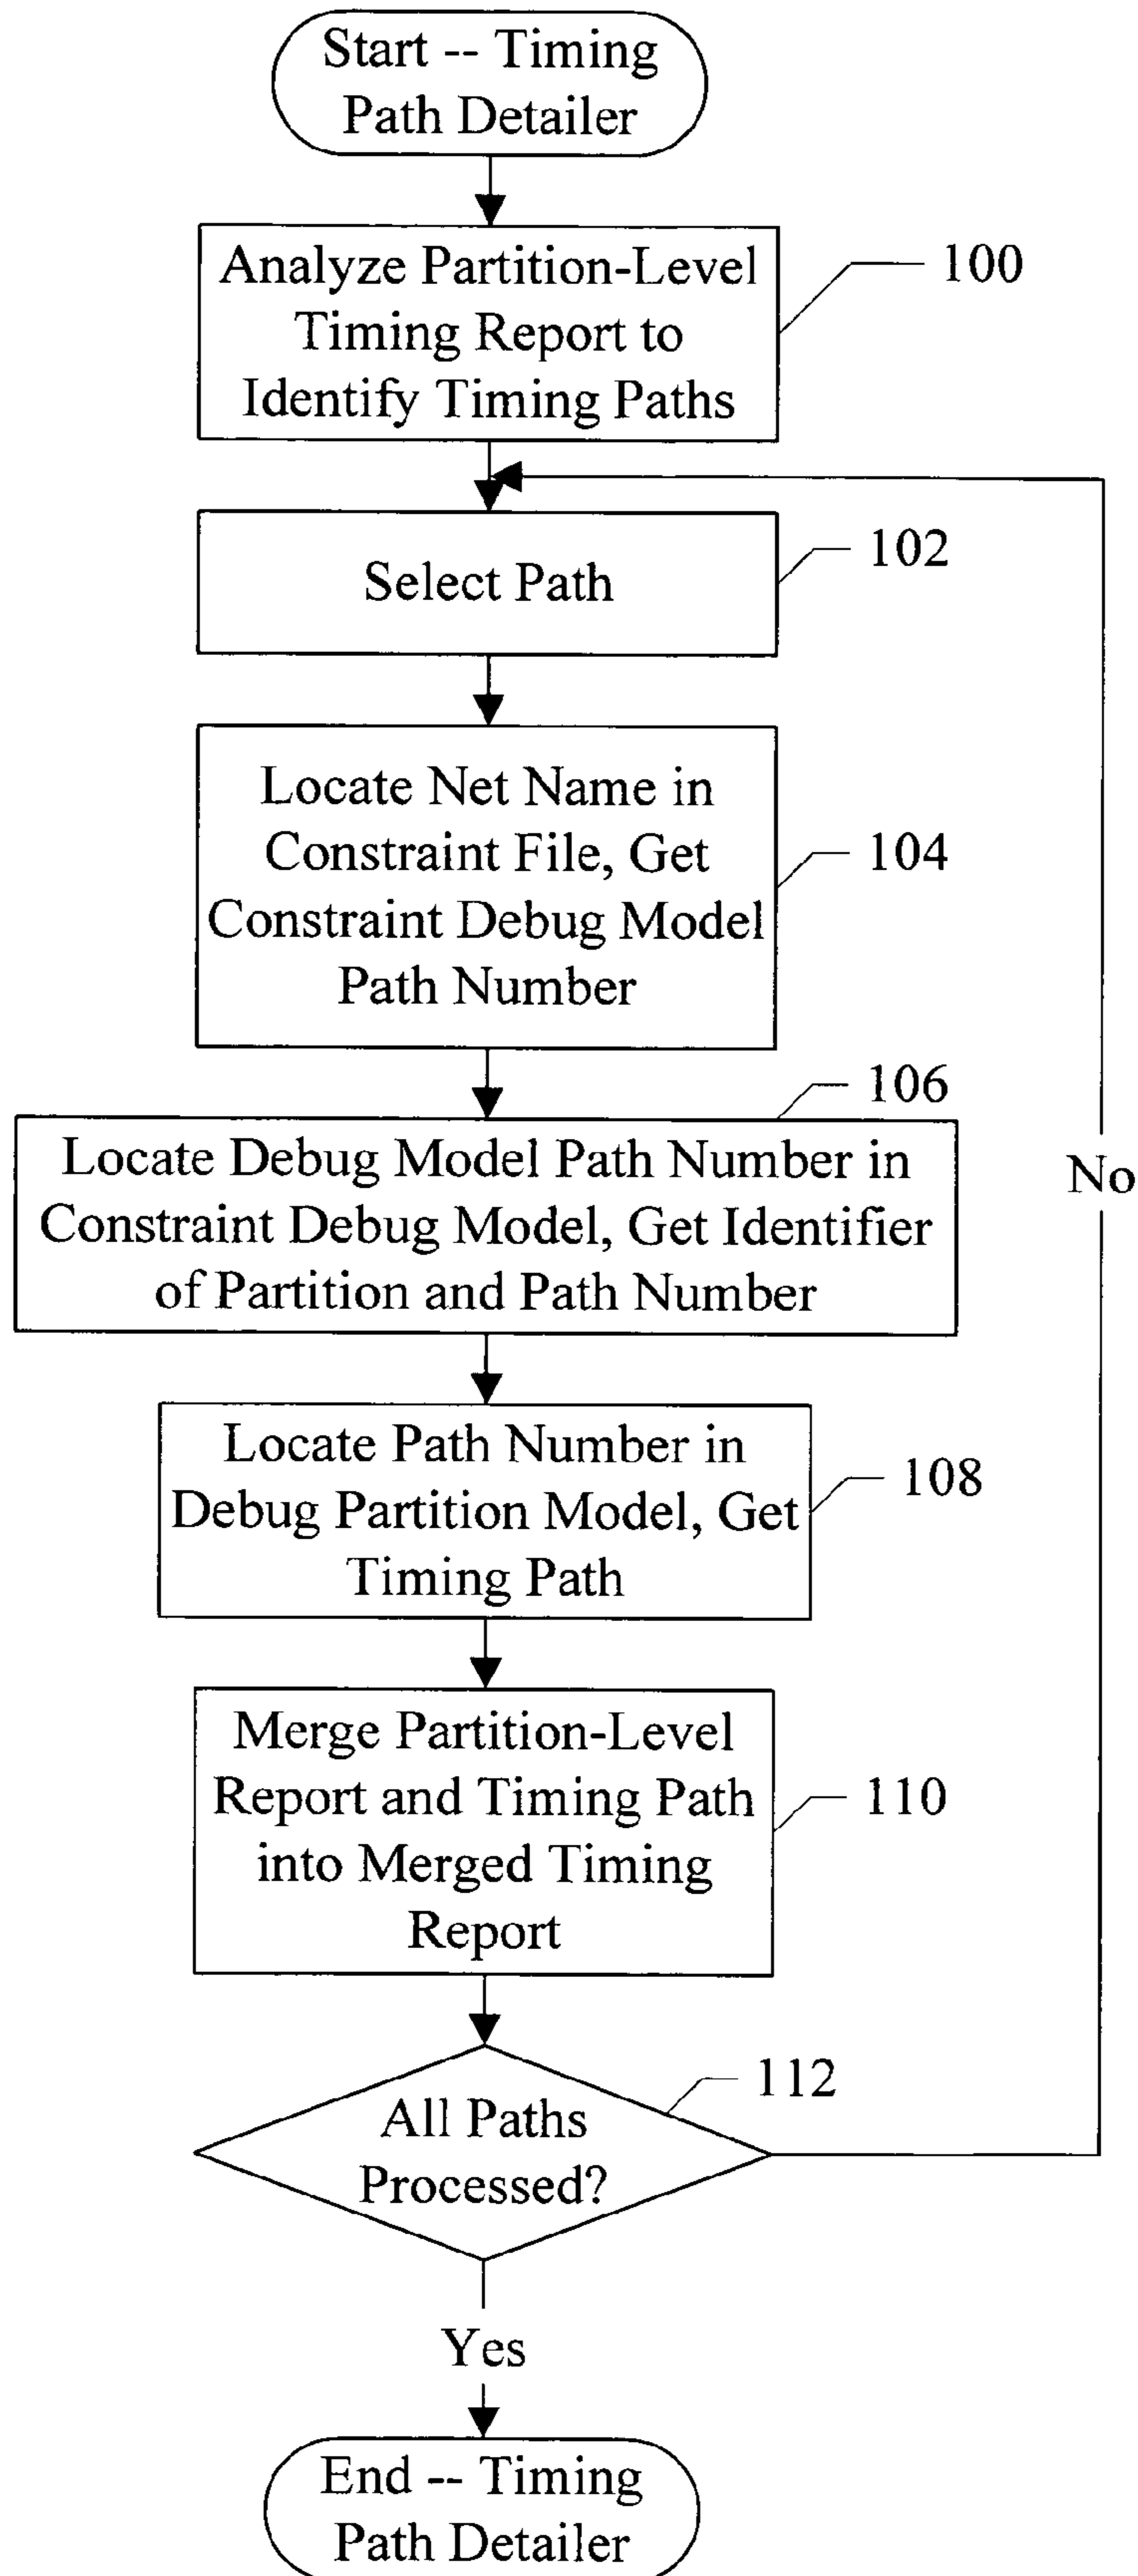 Start -- Timing
Path Detailer
Analyze Partition-Level
Timing Report to
Identify Timing Paths
100
Select Path
102
Locate Net Name in
Constraint File, Get
Constraint Debug Model
Path Number
104
106
Locate Debug Model Path Number in
Constraint Debug Model, Get Identifier
of Partition and Path Number
No
Locate Path Number in
Debug Partition Model, Get
Timing Path
108
Merge Partition-Level
Report and Timing Path
into Merged Timing
Report
110
All Paths
Processed?
112
Yes
End -- Timing
Path Detailer